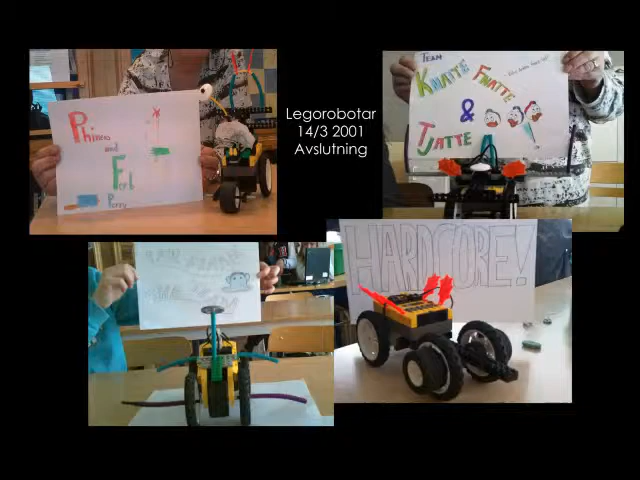 Phineas
and
Ferb
Perry
Legorobotar
14/3 2001
Avslutning
TEAM
KNATTE
FNATTE
&
TJATTE
HARDCORE!